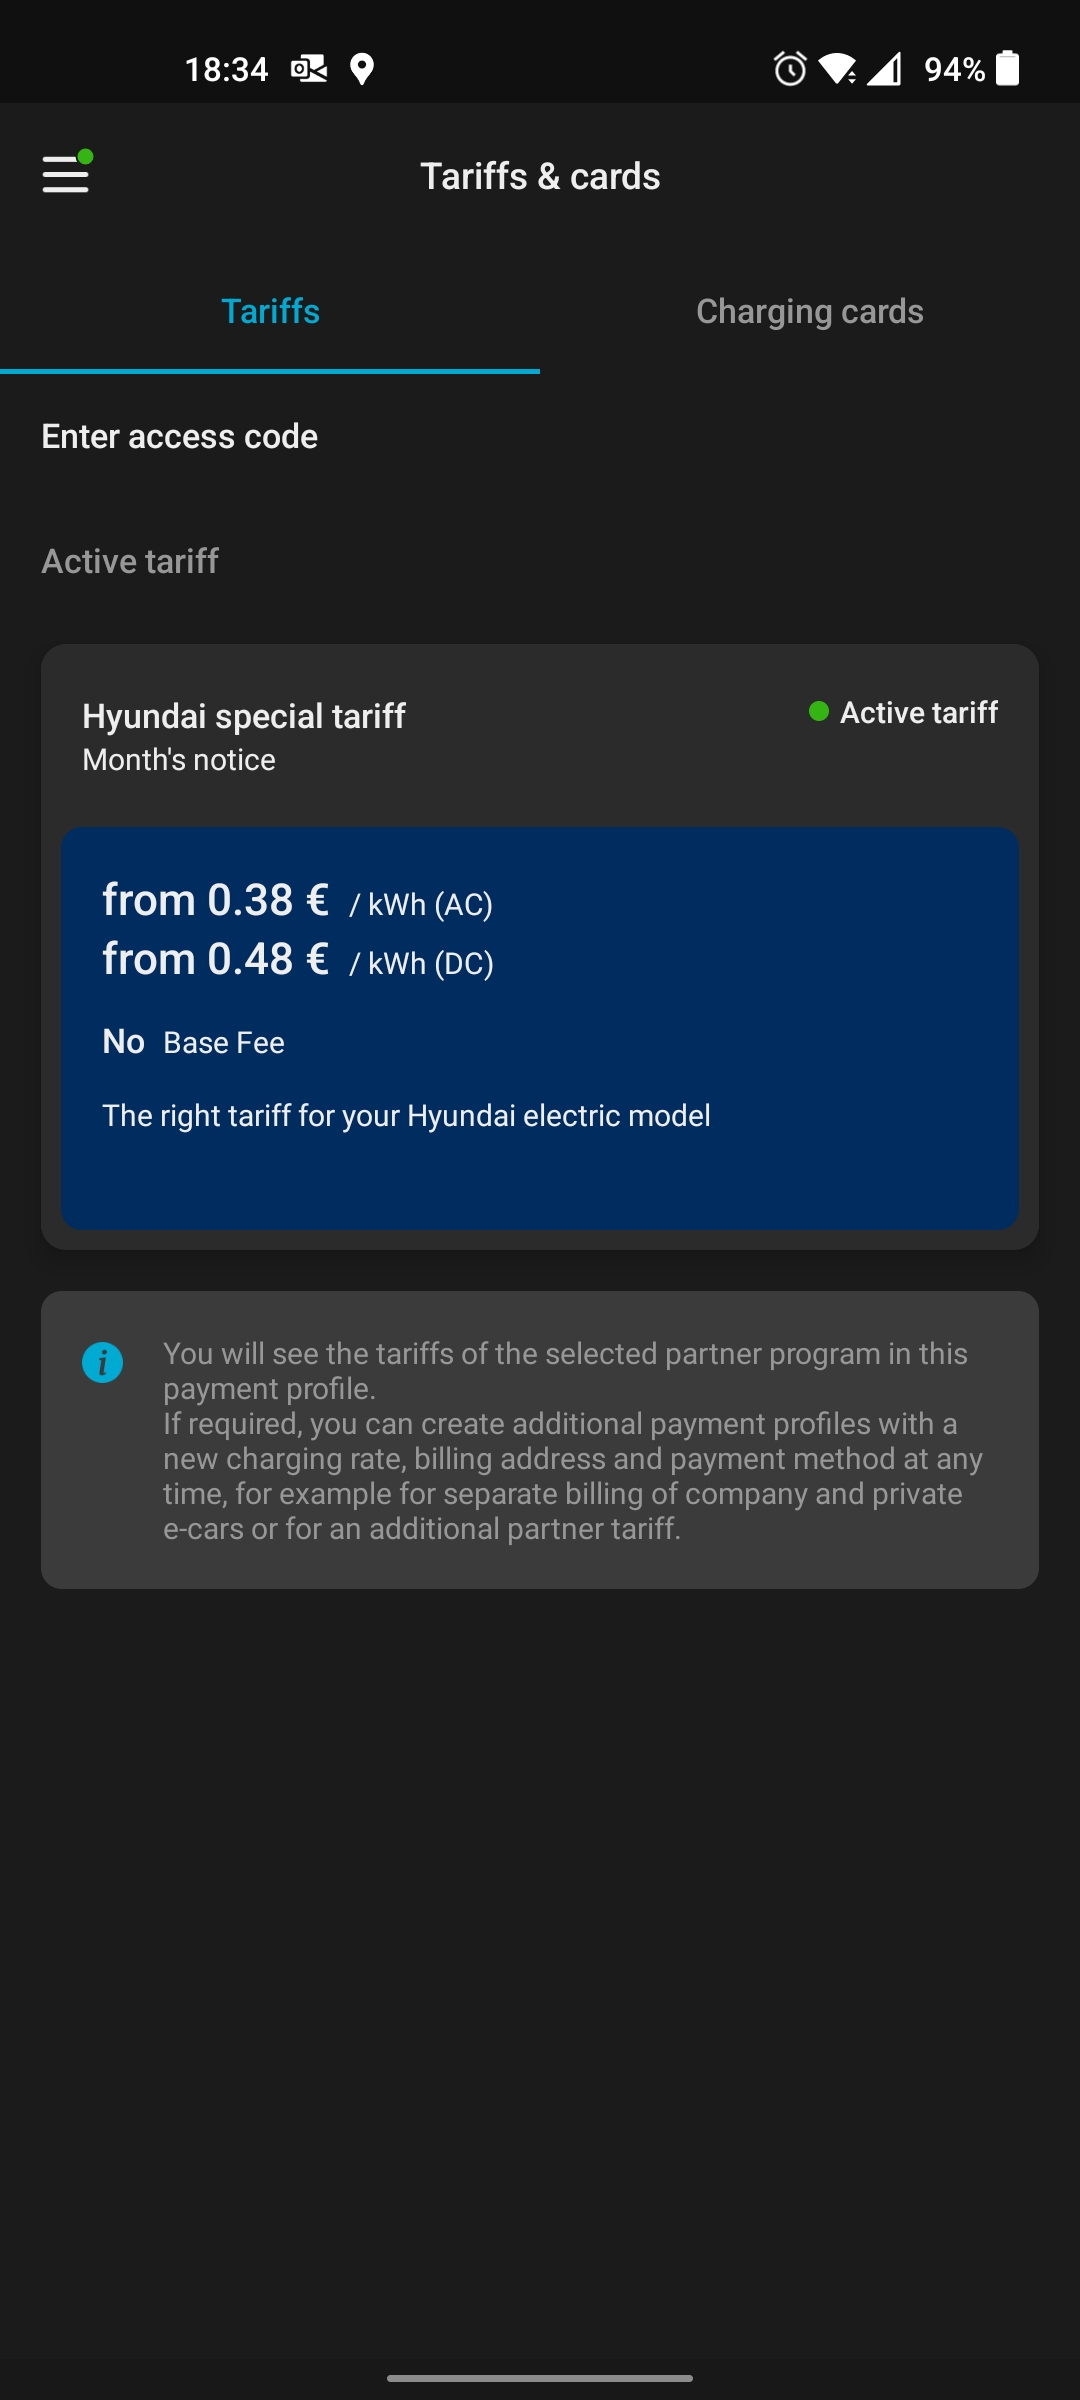 18:34
94%
Tariffs & cards
Tariffs
Charging cards
Enter access code
Active tariff
Hyundai special tariff
Active tariff
Month's notice
from 0.38 € / kWh (AC)
from 0.48 € / kWh (DC)
No Base Fee
The right tariff for your Hyundai electric model
You will see the tariffs of the selected partner program in this
payment profile.
If required, you can create additional payment profiles with a
new charging rate, billing address and payment method at any
time, for example for separate billing of company and private
e-cars or for an additional partner tariff.